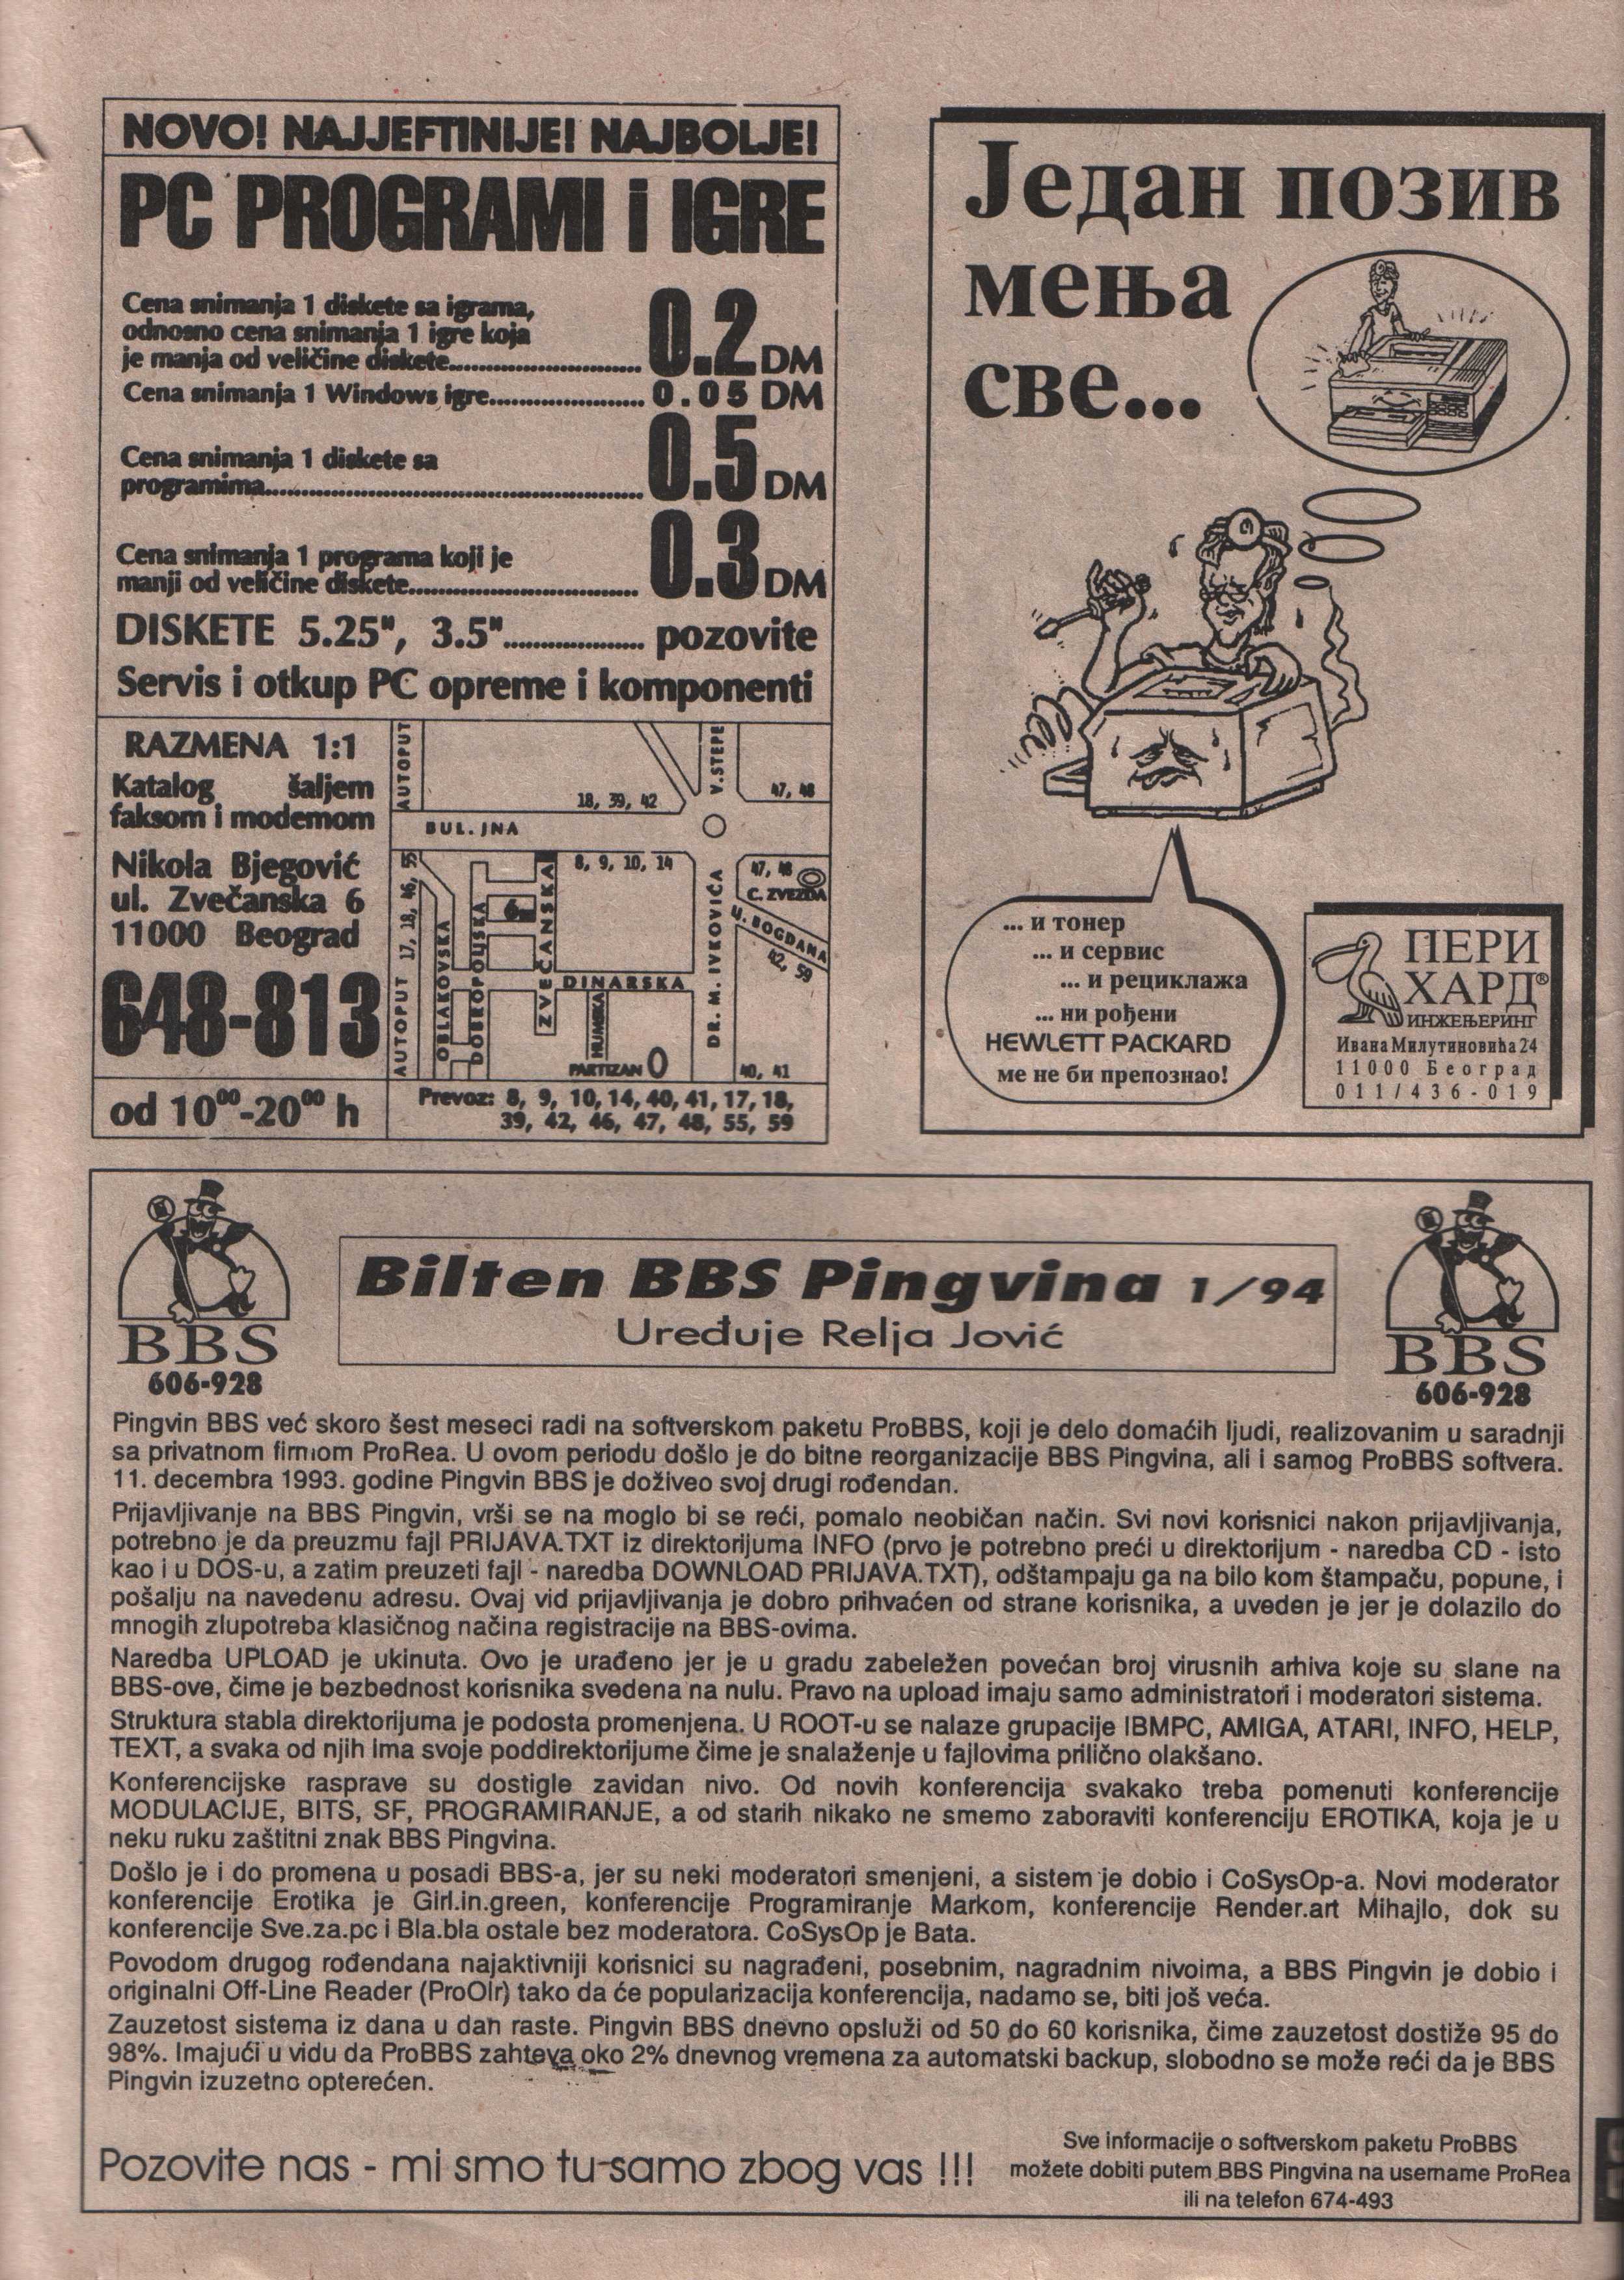 NOVO! NAJJEFTINIJE! NAJBOLJE!
PC PROGRAMI i IGRE
Cena snimanja 1 diskete sa igrama,
odnosno cena snimanja 1 igre koja
je manja od veličine diskete............................ 0.2 DM
Cena snimanja 1 Windows igre...................... 0.05 DM
Cena snimanja 1 diskete sa
programima....................................................... 0.5 DM
Cena snimanja 1 programa koji je
manji od veličine diskete................................. 0.3 DM
DISKETE 5.25", 3.5".................. pozovite
Servis i otkup PC opreme i komponenti
RAZMENA 1:1
Katalog šaljem
faksom i modemom
Nikola Bjegović
ul. Zvečanska 6
11000 Beograd
648-813
od 10⁰⁰-20⁰⁰ h
AUTOPUT
18, 39, 42
V.STEPE
47, 48
BUL. JNA
AUTOPUT 17, 18, 46, 55
OBLAKOVSKA
DOBROPOLJSKA
6
ZVEČANSKA
8, 9, 10, 14
DINARSKA
HUMSKA
PARTIZAN
DR. M. IVKOVIĆA
47, 48
C. ZVEZDA
U. BOGDANA
42, 59
40, 41
Prevoz: 8, 9, 10, 14, 40, 41, 17, 18,
39, 42, 46, 47, 48, 55, 59
Један позив
мења
све...
... и тонер
... и сервис
... и рециклажа
... ни рођени
HEWLETT PACKARD
ме не би препознао!
ПЕРИ
ХАРД®
ИНЖЕЊЕРИНГ
Ивана Милутиновића 24
11000 Београд
011/436-019
BBS
606-928
Bilten BBS Pingvina 1/94
Uređuje Relja Jović
BBS
606-928
Pingvin BBS već skoro šest meseci radi na softverskom paketu ProBBS, koji je delo domaćih ljudi, realizovanim u saradnji
sa privatnom firmom ProRea. U ovom periodu došlo je do bitne reorganizacije BBS Pingvina, ali i samog ProBBS softvera.
11. decembra 1993. godine Pingvin BBS je doživeo svoj drugi rođendan.
Prijavljivanje na BBS Pingvin, vrši se na moglo bi se reći, pomalo neobičan način. Svi novi korisnici nakon prijavljivanja,
potrebno je da preuzmu fajl PRIJAVA.TXT iz direktorijuma INFO (prvo je potrebno preći u direktorijum - naredba CD - isto
kao i u DOS-u, a zatim preuzeti fajl - naredba DOWNLOAD PRIJAVA.TXT), odštampaju ga na bilo kom štampaču, popune, i
pošalju na navedenu adresu. Ovaj vid prijavljivanja je dobro prihvaćen od strane korisnika, a uveden je jer je dolazilo do
mnogih zlupotreba klasičnog načina registracije na BBS-ovima.
Naredba UPLOAD je ukinuta. Ovo je urađeno jer je u gradu zabeležen povećan broj virusnih arhiva koje su slane na
BBS-ove, čime je bezbednost korisnika svedena na nulu. Pravo na upload imaju samo administratori i moderatori sistema.
Struktura stabla direktorijuma je podosta promenjena. U ROOT-u se nalaze grupacije IBMPC, AMIGA, ATARI, INFO, HELP,
TEXT, a svaka od njih ima svoje poddirektorijume čime je snalaženje u fajlovima prilično olakšano.
Konferencijske rasprave su dostigle zavidan nivo. Od novih konferencija svakako treba pomenuti konferencije
MODULACIJE, BITS, SF, PROGRAMIRANJE, a od starih nikako ne smemo zaboraviti konferenciju EROTIKA, koja je u
neku ruku zaštitni znak BBS Pingvina.
Došlo je i do promena u posadi BBS-a, jer su neki moderatori smenjeni, a sistem je dobio i CoSysOp-a. Novi moderator
konferencije Erotika je Girl.in.green, konferencije Programiranje Markom, konferencije Render.art Mihajlo, dok su
konferencije Sve.za.pc i Bla.bla ostale bez moderatora. CoSysOp je Bata.
Povodom drugog rođendana najaktivniji korisnici su nagrađeni, posebnim, nagradnim nivoima, a BBS Pingvin je dobio i
originalni Off-Line Reader (ProOlr) tako da će popularizacija konferencija, nadamo se, biti još veća.
Zauzetost sistema iz dana u dan raste. Pingvin BBS dnevno opsluži od 50 do 60 korisnika, čime zauzetost dostiže 95 do
98%. Imajući u vidu da ProBBS zahteva oko 2% dnevnog vremena za automatski backup, slobodno se može reći da je BBS
Pingvin izuzetno opterećen.
Pozovite nas - mi smo tu-samo zbog vas !!!
Sve informacije o softverskom paketu ProBBS
možete dobiti putem BBS Pingvina na username ProRea
ili na telefon 674-493